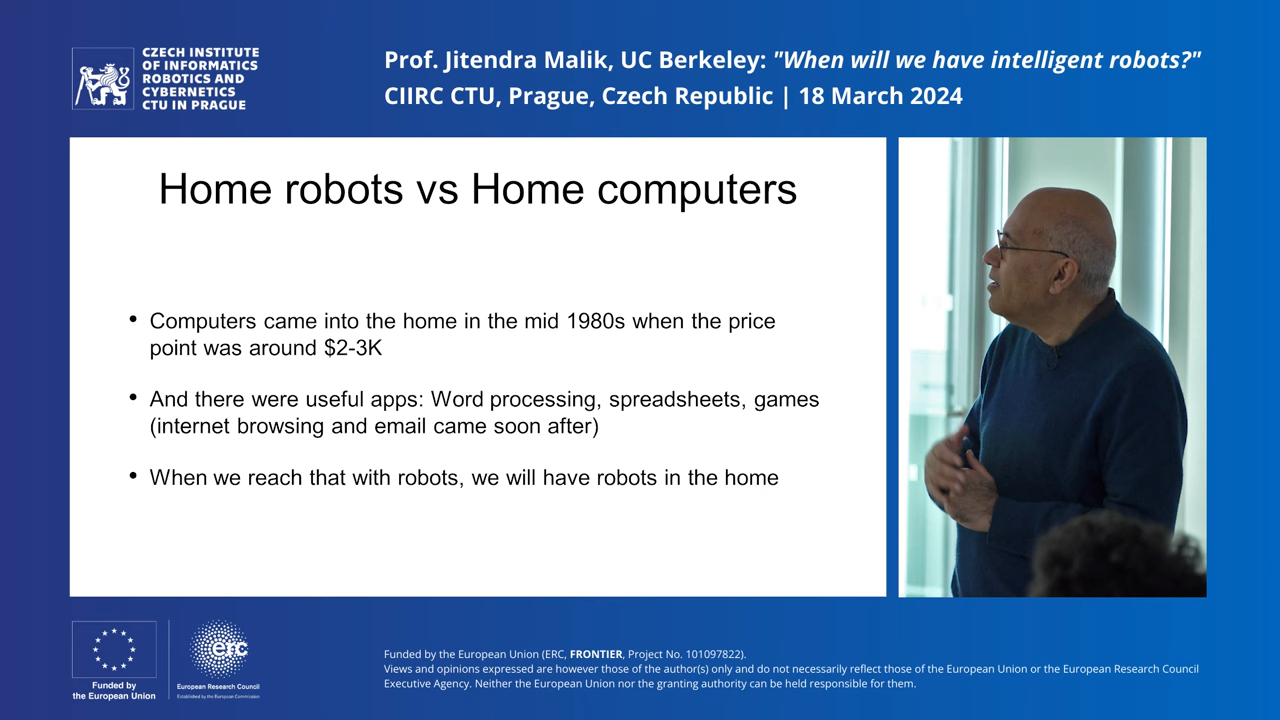 CZECH INSTITUTE
OF INFORMATICS
ROBOTICS AND
CYBERNETICS
CTU IN PRAGUE
Prof. Jitendra Malik, UC Berkeley: "When will we have intelligent robots?"
CIIRC CTU, Prague, Czech Republic | 18 March 2024
Home robots vs Home computers
• Computers came into the home in the mid 1980s when the price
point was around $2-3K
• And there were useful apps: Word processing, spreadsheets, games
(internet browsing and email came soon after)
• When we reach that with robots, we will have robots in the home
Funded by
the European Union
erc
European Research Council
Established by the European Commission
Funded by the European Union (ERC, FRONTIER, Project No. 101097822).
Views and opinions expressed are however those of the author(s) only and do not necessarily reflect those of the European Union or the European Research Council
Executive Agency. Neither the European Union nor the granting authority can be held responsible for them.